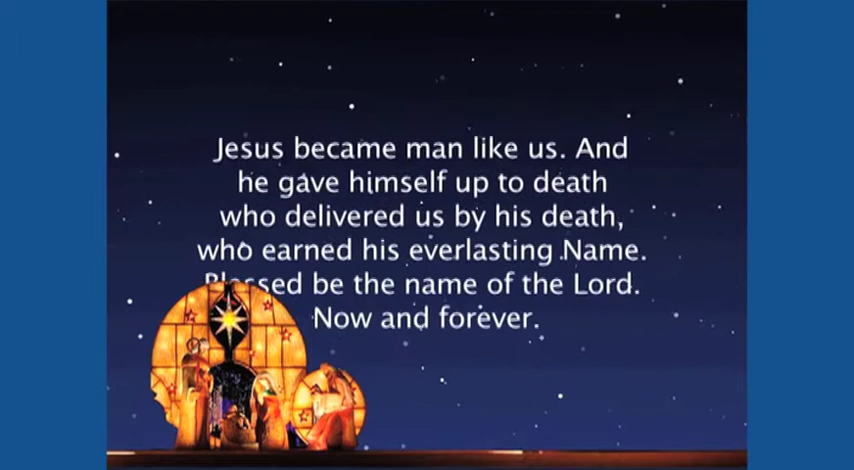 Jesus became man like us. And
he gave himself up to death
who delivered us by his death,
who earned his everlasting Name.
Blessed be the name of the Lord.
Now and forever.